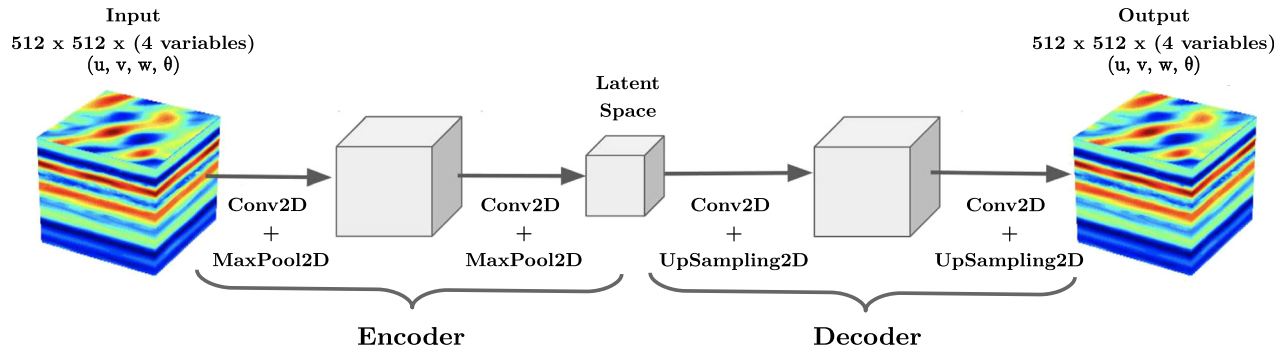 Input
512 x 512 x (4 variables)
(u, v, w, θ)
Conv2D
+
MaxPool2D
Conv2D
+
MaxPool2D
Encoder
Latent
Space
Conv2D
+
UpSampling2D
Conv2D
+
UpSampling2D
Decoder
Output
512 x 512 x (4 variables)
(u, v, w, θ)